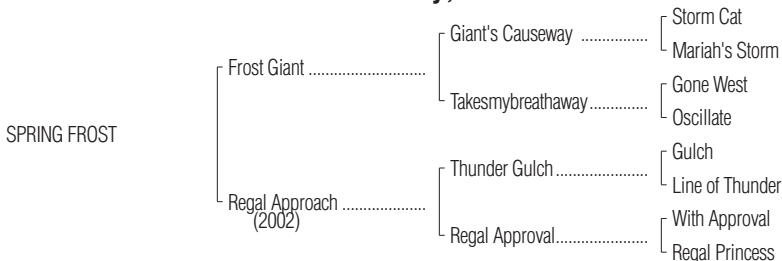 Storm Cat
Giant's Causeway ................
Mariah's Storm
Frost Giant ............................
Gone West
Takesmybreathaway..............
Oscillate
SPRING FROST
Gulch
Thunder Gulch ......................
Line of Thunder
Regal Approach ....................
(2002)
With Approval
Regal Approval......................
Regal Princess